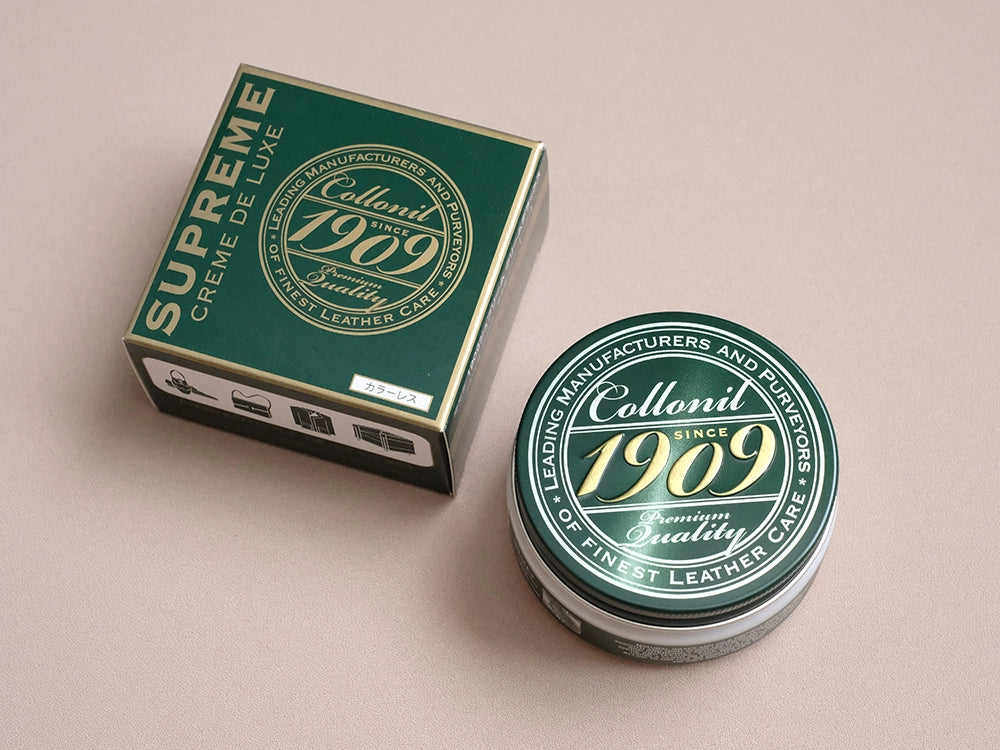 SUPREME
CREME DE LUXE
* LEADING MANUFACTURERS AND PURVEYORS *
OF FINEST LEATHER CARE
Collonil
SINCE
1909
Premium
Quality
カラーレス
* LEADING MANUFACTURERS AND PURVEYORS *
OF FINEST LEATHER CARE
Collonil
SINCE
1909
Premium
Quality